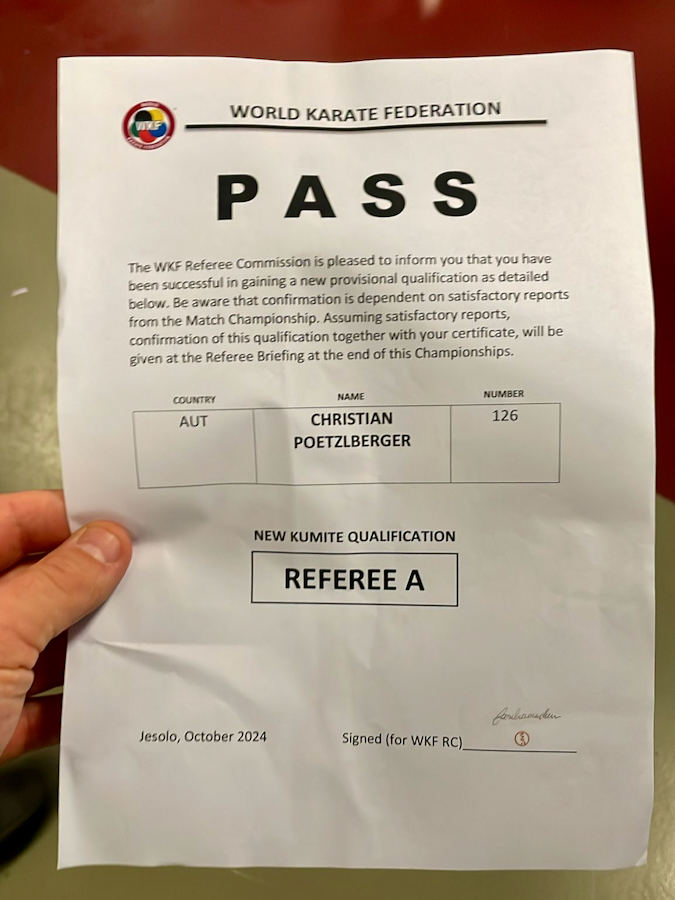 WKF
WORLD KARATE FEDERATION
PASS
The WKF Referee Commission is pleased to inform you that you have
been successful in gaining a new provisional qualification as detailed
below. Be aware that confirmation is dependent on satisfactory reports
from the Match Championship. Assuming satisfactory reports,
confirmation of this qualification together with your certificate, will be
given at the Referee Briefing at the end of this Championships.
COUNTRY NAME NUMBER
AUT CHRISTIAN 126
POETZLBERGER
NEW KUMITE QUALIFICATION
REFEREE A
Jesolo, October 2024 Signed (for WKF RC)